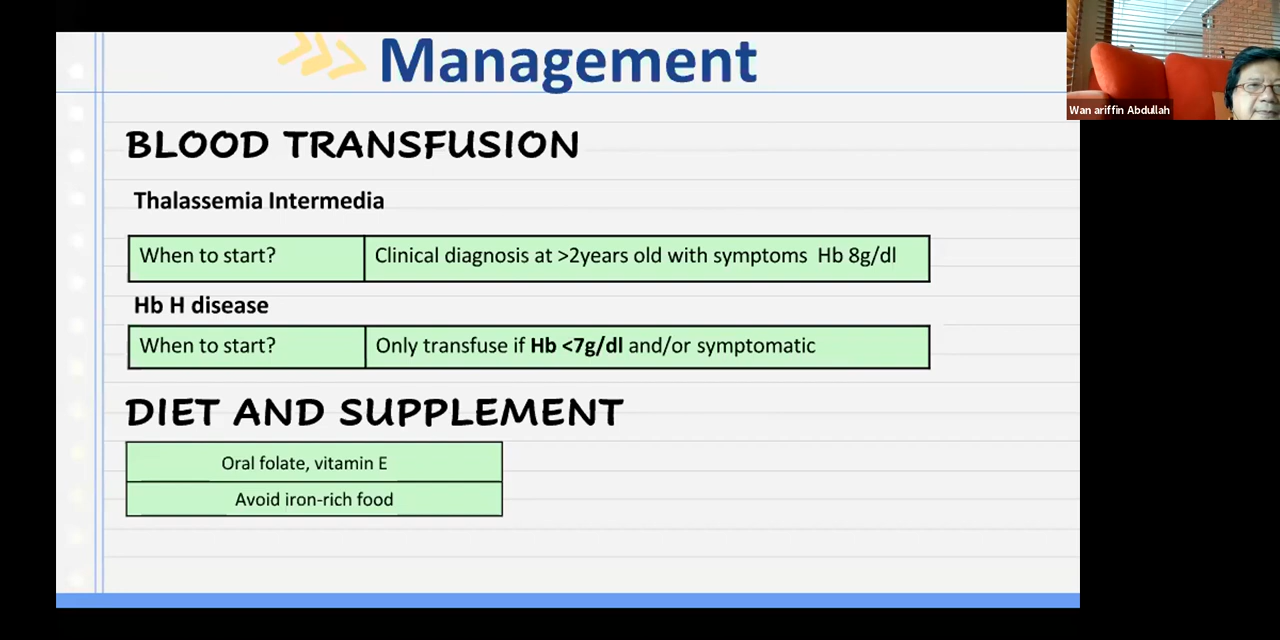 Management
Wan ariffin Abdullah
BLOOD TRANSFUSION
Thalassemia Intermedia
When to start? Clinical diagnosis at >2years old with symptoms Hb 8g/dl
Hb H disease
When to start? Only transfuse if Hb <7g/dl and/or symptomatic
DIET AND SUPPLEMENT
Oral folate, vitamin E
Avoid iron-rich food